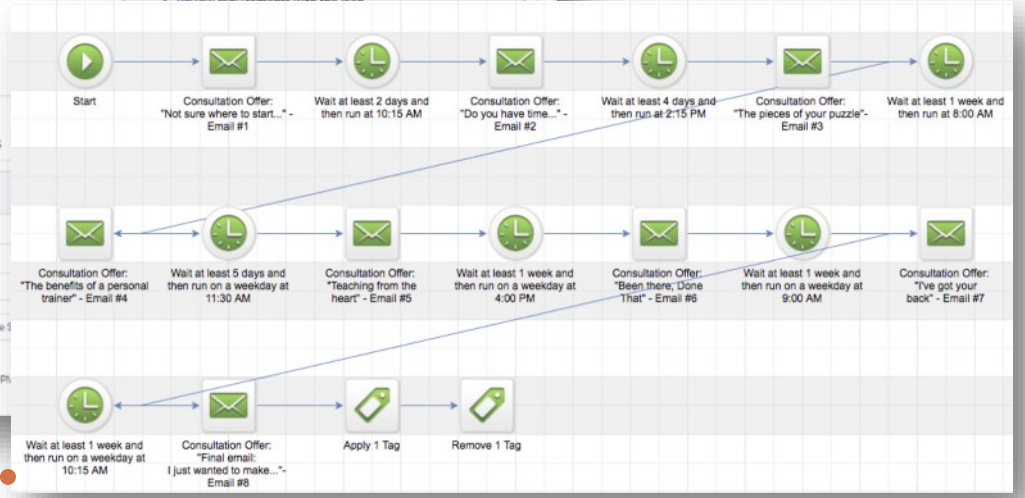 Start
Consultation Offer:
"Not sure where to start..." -
Email #1
Wait at least 2 days and
then run at 10:15 AM
Consultation Offer:
"Do you have time..." -
Email #2
Wait at least 4 days and
then run at 2:15 PM
Consultation Offer:
"The pieces of your puzzle"-
Email #3
Wait at least 1 week and
then run at 8:00 AM
Consultation Offer:
"The benefits of a personal
trainer" - Email #4
Wait at least 5 days and
then run on a weekday at
11:30 AM
Consultation Offer:
"Teaching from the
heart" - Email #5
Wait at least 1 week and
then run on a weekday at
4:00 PM
Consultation Offer:
"Been there, Done
That" - Email #6
Wait at least 1 week and
then run on a weekday at
9:00 AM
Consultation Offer:
"I've got your
back" - Email #7
Wait at least 1 week and
then run on a weekday at
10:15 AM
Consultation Offer:
"Final email:
I just wanted to make..."-
Email #8
Apply 1 Tag
Remove 1 Tag